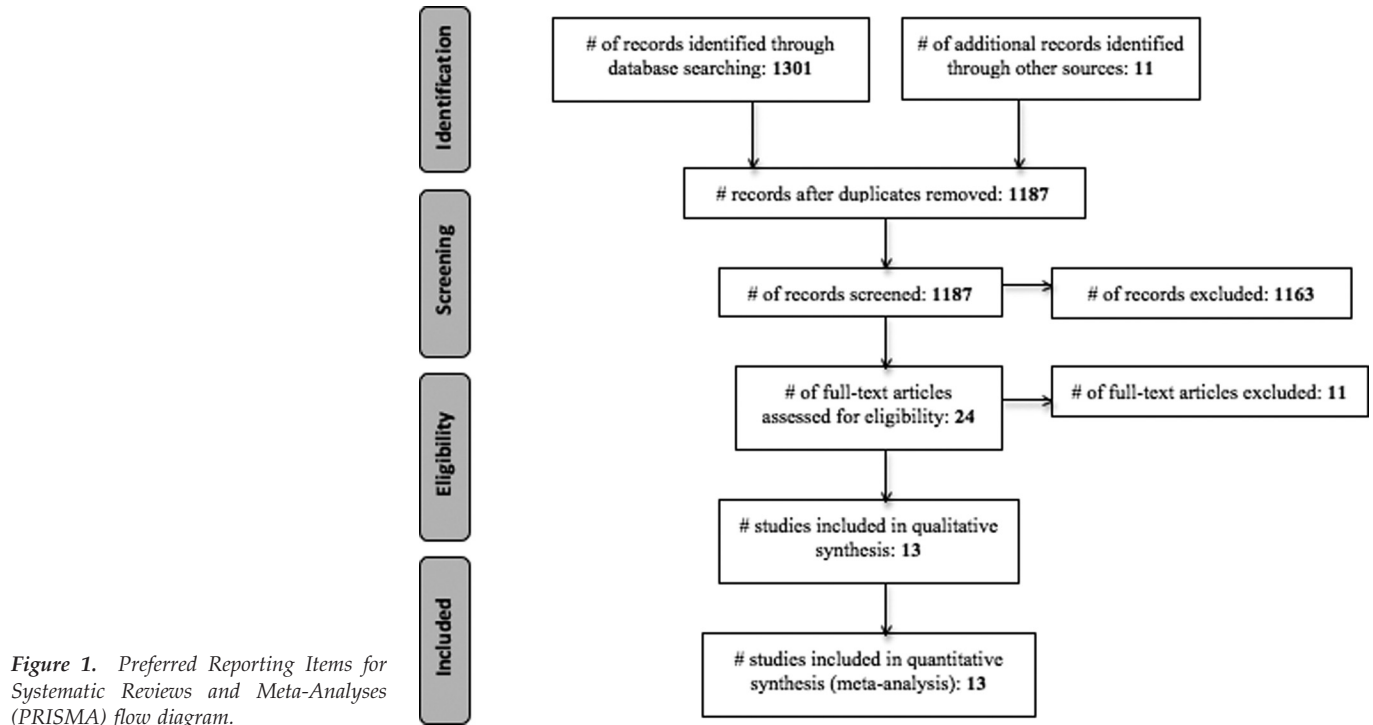 Identification
# of records identified through
database searching: 1301
# of additional records identified
through other sources: 11
# records after duplicates removed: 1187
Screening
# of records screened: 1187
# of records excluded: 1163
Eligibility
# of full-text articles
assessed for eligibility: 24
# of full-text articles excluded: 11
# studies included in qualitative
synthesis: 13
Included
# studies included in quantitative
synthesis (meta-analysis): 13
Figure 1. Preferred Reporting Items for
Systematic Reviews and Meta-Analyses
(PRISMA) flow diagram.